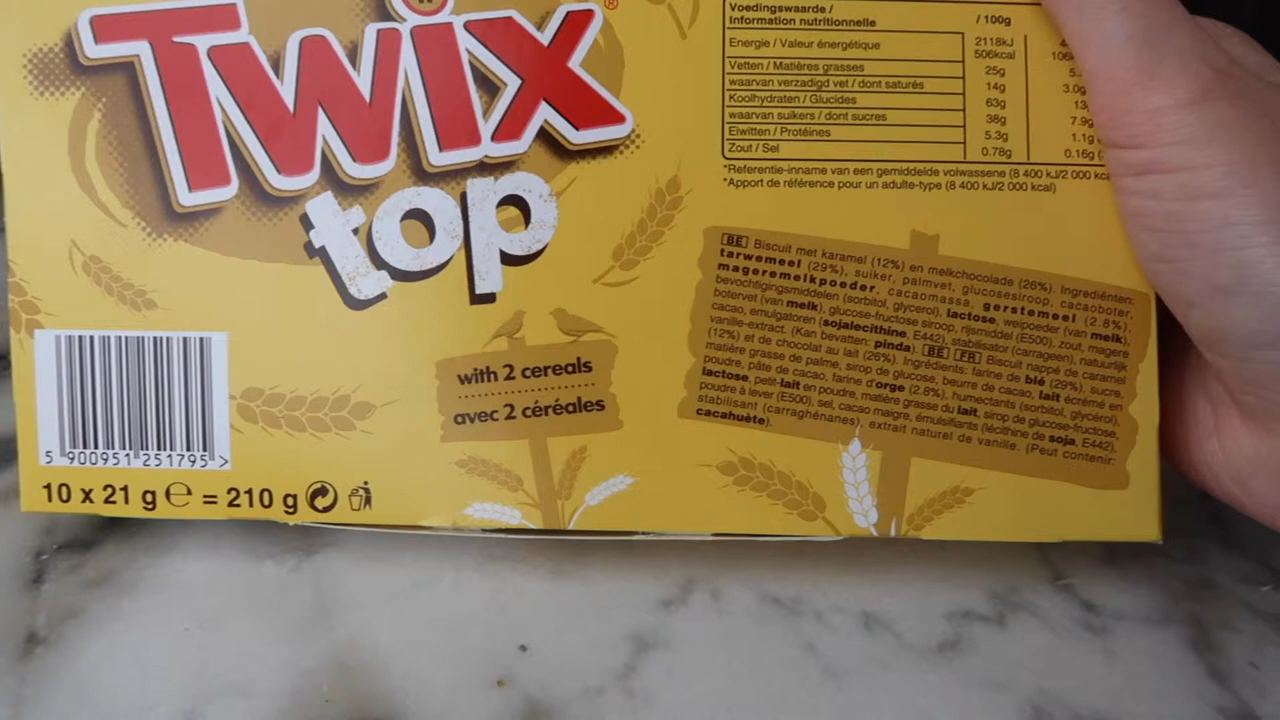 Twix®
top
with 2 cereals
avec 2 céréales
5 900951 251795 >
10 x 21 g e = 210 g
Voedingswaarde /
Information nutritionnelle / 100g
Energie / Valeur énergétique 2118kJ
506kcal 106k
Vetten / Matières grasses 25g 5.
waarvan verzadigd vet / dont saturés 14g 3.0g
Koolhydraten / Glucides 63g 13
waarvan suikers / dont sucres 38g 7.9g
Eiwitten / Protéines 5.3g 1.1g
Zout / Sel 0.78g 0.16g (
*Referentie-inname van een gemiddelde volwassene (8 400 kJ/2 000 kca
*Apport de référence pour un adulte-type (8 400 kJ/2 000 kcal)
BE Biscuit met karamel (12%) en melkchocolade (26%). Ingrediënten:
tarwemeel (29%), suiker, palmvet, glucosesiroop, cacaoboter,
mageremelkpoeder, cacaomassa, gerstemeel (2.8%),
bevochtigingsmiddelen (sorbitol, glycerol), lactose, weipoeder (van melk),
botervet (van melk), glucose-fructose siroop, rijsmiddel (E500), zout, magere
cacao, emulgatoren (sojalecithine, E442), stabilisator (carrageen), natuurlijk
vanille-extract. (Kan bevatten: pinda). BE FR Biscuit nappé de caramel
(12%) et de chocolat au lait (26%). Ingrédients: farine de blé (29%), sucre,
matière grasse de palme, sirop de glucose, beurre de cacao, lait écrémé en
poudre, pâte de cacao, farine d'orge (2.8%), humectants (sorbitol, glycérol),
lactose, petit-lait en poudre, matière grasse du lait, sirop de glucose-fructose,
poudre à lever (E500), sel, cacao maigre, émulsifiants (lécithine de soja, E442),
stabilisant (carraghénanes), extrait naturel de vanille. (Peut contenir:
cacahuète).